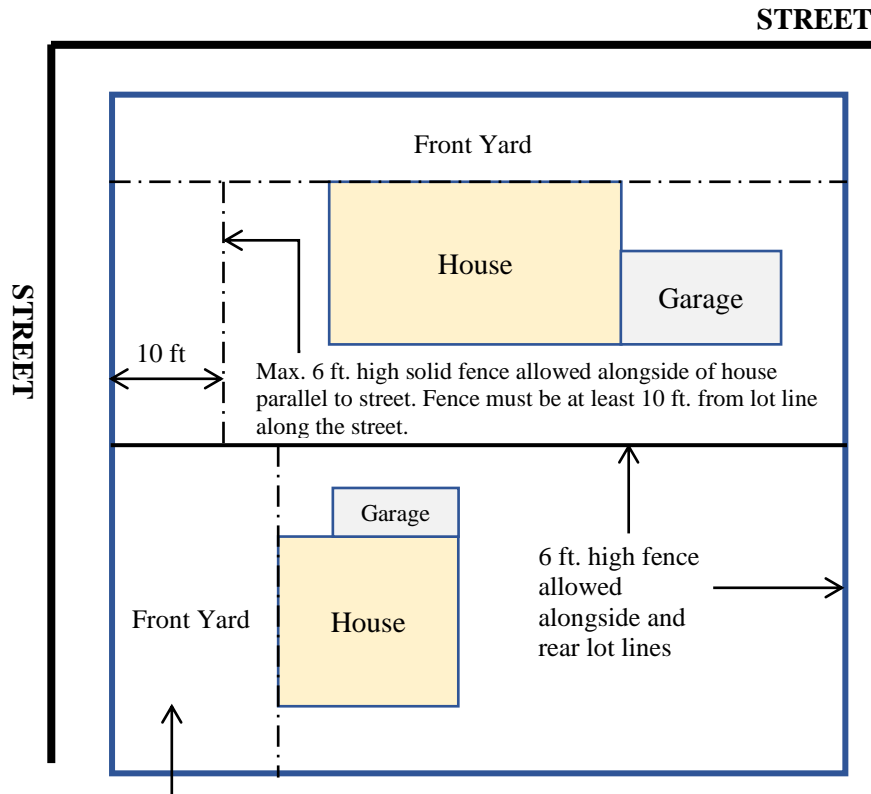 STREET
Front Yard
House
Garage
STREET
10 ft
Max. 6 ft. high solid fence allowed alongside of house
parallel to street. Fence must be at least 10 ft. from lot line
along the street.
Garage
6 ft. high fence
allowed
alongside and
rear lot lines
Front Yard
House